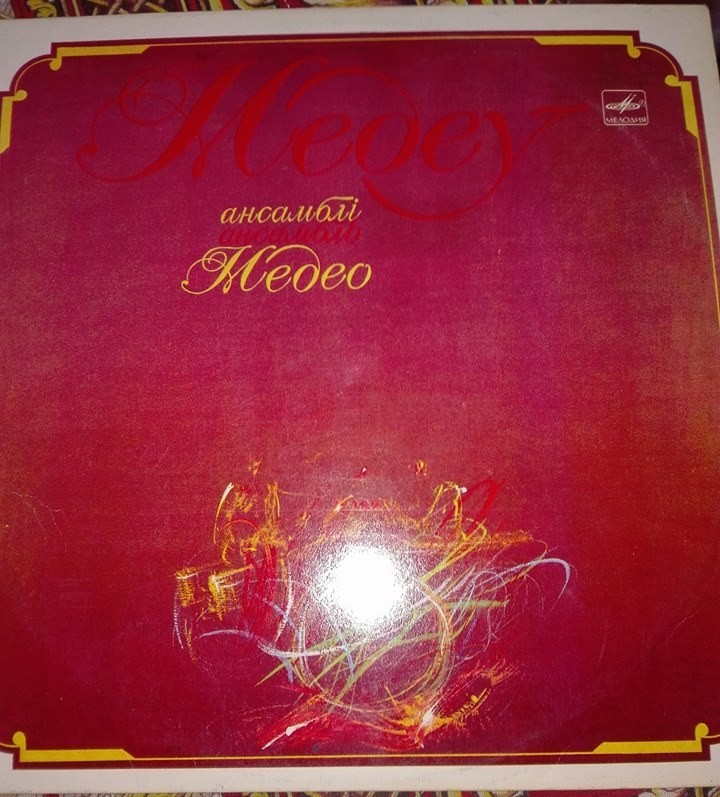 Медеу
МЕЛОДИЯ
ансамблі
ансамбль
Медео